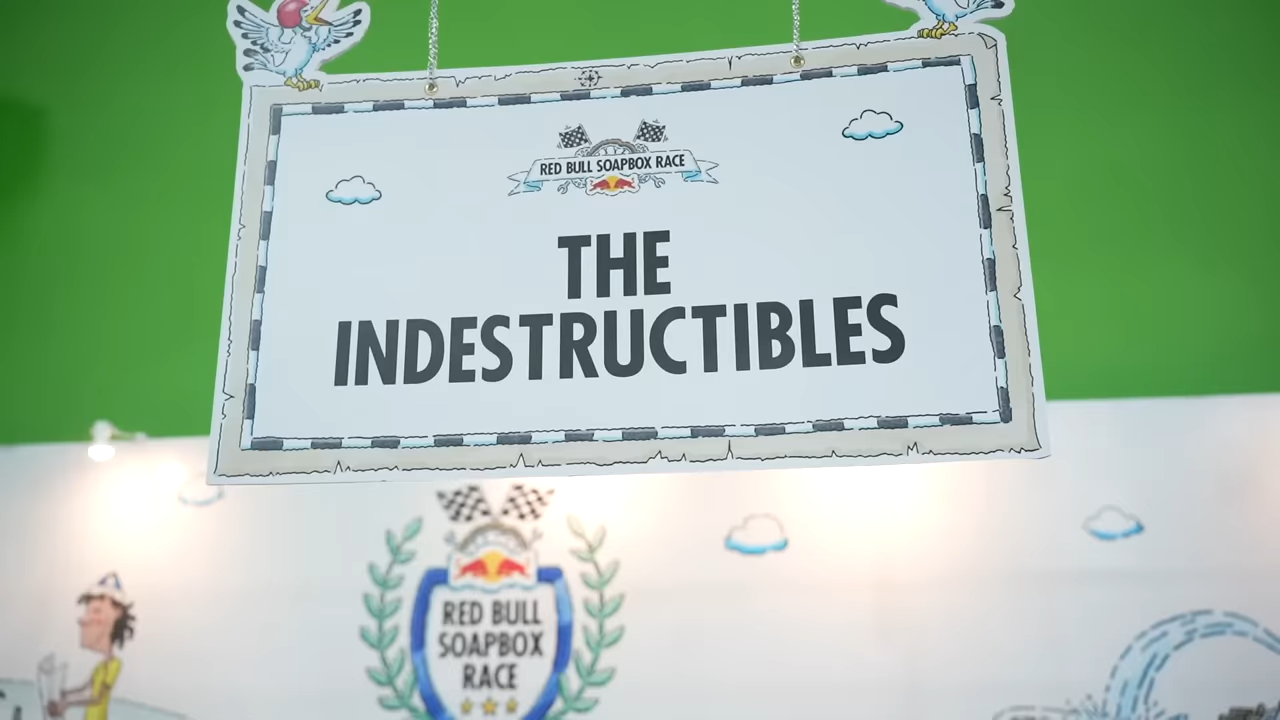 RED BULL SOAPBOX RACE
THE
INDESTRUCTIBLES
RED BULL
SOAPBOX
RACE